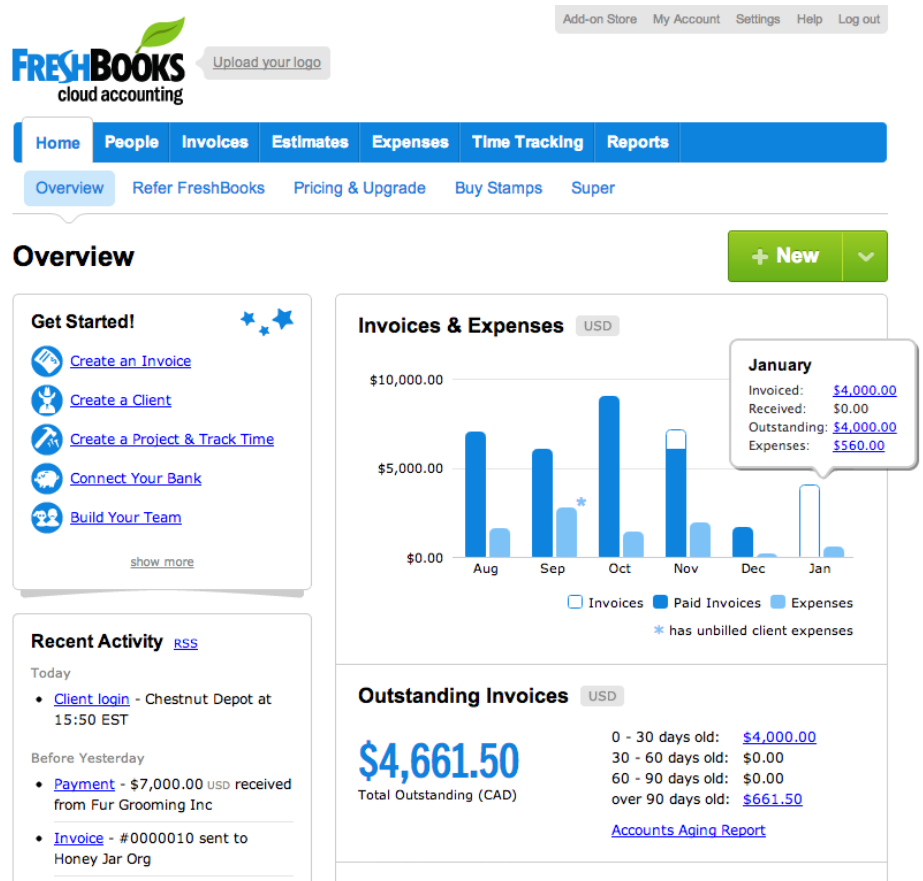 Add-on Store My Account Settings Help Log out
FRESHBOOKS
cloud accounting
Upload your logo
Home People Invoices Estimates Expenses Time Tracking Reports
Overview Refer FreshBooks Pricing & Upgrade Buy Stamps Super
Overview
+ New
Get Started!
Create an Invoice
Create a Client
Create a Project & Track Time
Connect Your Bank
Build Your Team
show more
Recent Activity RSS
Today
• Client login - Chestnut Depot at
15:50 EST
Before Yesterday
• Payment - $7,000.00 USD received
from Fur Grooming Inc
• Invoice - #0000010 sent to
Honey Jar Org
Invoices & Expenses USD
January
Invoiced: $4,000.00
Received: $0.00
Outstanding: $4,000.00
Expenses: $560.00
$10,000.00
$5,000.00
$0.00
*
Aug Sep Oct Nov Dec Jan
Invoices Paid Invoices Expenses
* has unbilled client expenses
Outstanding Invoices USD
$4,661.50
Total Outstanding (CAD)
0 - 30 days old: $4,000.00
30 - 60 days old: $0.00
60 - 90 days old: $0.00
over 90 days old: $661.50
Accounts Aging Report